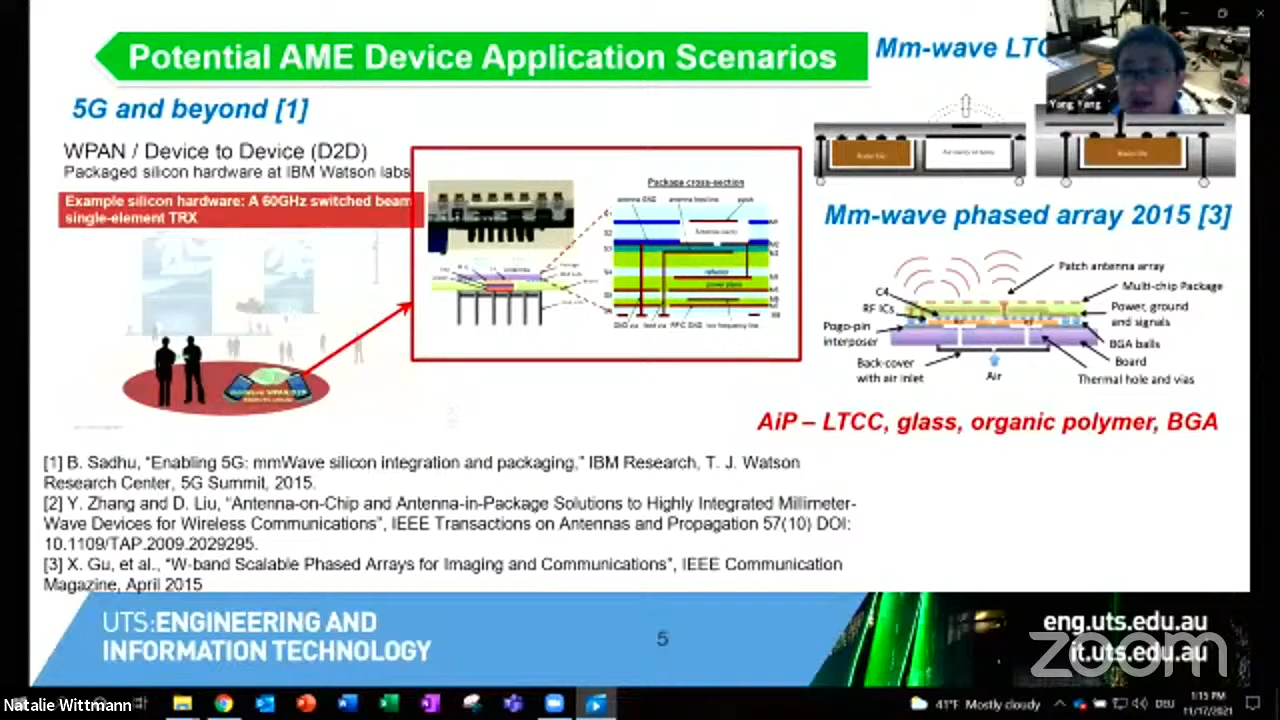 Potential AME Device Application Scenarios
Mm-wave LTC
Yang Yang
5G and beyond [1]
WPAN / Device to Device (D2D)
Packaged silicon hardware at IBM Watson labs
Example silicon hardware: A 60GHz switched beam
single-element TRX
Package cross-section
Mm-wave phased array 2015 [3]
Patch antenna array
C4
Multi-chip Package
RF ICs
Power, ground
and signals
Pogo-pin
interposer
BGA balls
Board
Back-cover
with air inlet
Air
Thermal hole and vias
AiP – LTCC, glass, organic polymer, BGA
[1] B. Sadhu, “Enabling 5G: mmWave silicon integration and packaging,” IBM Research, T. J. Watson
Research Center, 5G Summit, 2015.
[2] Y. Zhang and D. Liu, “Antenna-on-Chip and Antenna-in-Package Solutions to Highly Integrated Millimeter-
Wave Devices for Wireless Communications”, IEEE Transactions on Antennas and Propagation 57(10) DOI:
10.1109/TAP.2009.2029295.
[3] X. Gu, et al., “W-band Scalable Phased Arrays for Imaging and Communications”, IEEE Communication
Magazine, April 2015
UTS:ENGINEERING AND
INFORMATION TECHNOLOGY
5
eng.uts.edu.au
it.uts.edu.au
zoom
Natalie Wittmann
41°F Mostly cloudy
DEU
1:15 PM
11/17/2021